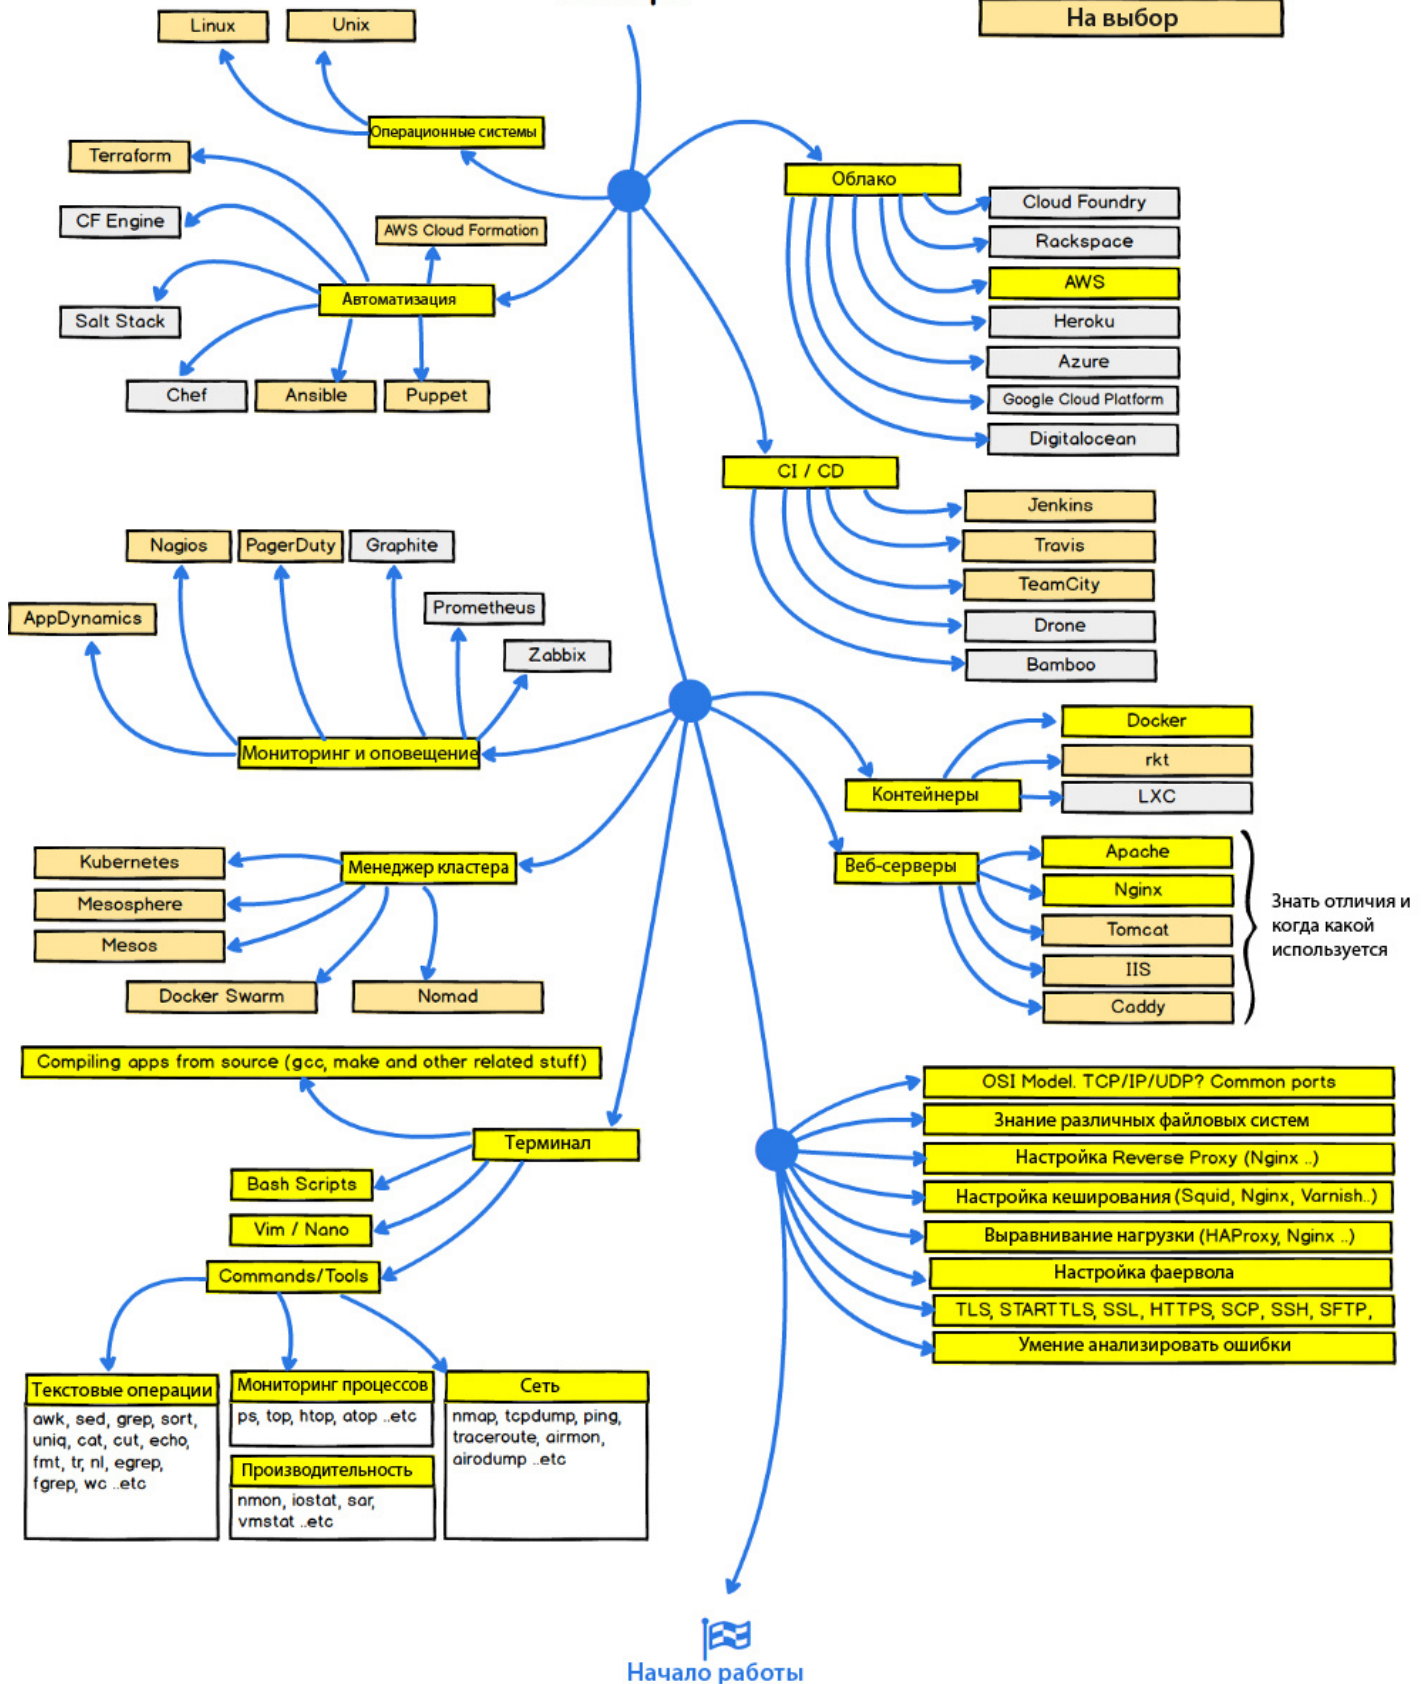 На выбор
Linux
Unix
Операционные системы
Terraform
CF Engine
AWS Cloud Formation
Автоматизация
Salt Stack
Chef
Ansible
Puppet
Облако
Cloud Foundry
Rackspace
AWS
Heroku
Azure
Google Cloud Platform
Digitalocean
CI / CD
Jenkins
Travis
TeamCity
Drone
Bamboo
Nagios
PagerDuty
Graphite
AppDynamics
Prometheus
Zabbix
Мониторинг и оповещение
Контейнеры
Docker
rkt
LXC
Веб-серверы
Apache
Nginx
Tomcat
IIS
Caddy
Знать отличия и
когда какой
используется
Менеджер кластера
Kubernetes
Mesosphere
Mesos
Docker Swarm
Nomad
Compiling apps from source (gcc, make and other related stuff)
Терминал
Bash Scripts
Vim / Nano
Commands/Tools
Текстовые операции
awk, sed, grep, sort,
uniq, cat, cut, echo,
fmt, tr, nl, egrep,
fgrep, wc ..etc
Мониторинг процессов
ps, top, htop, atop ..etc
Производительность
nmon, iostat, sar,
vmstat ..etc
Сеть
nmap, tcpdump, ping,
traceroute, airmon,
airodump ..etc
OSI Model. TCP/IP/UDP? Common ports
Знание различных файловых систем
Настройка Reverse Proxy (Nginx ..)
Настройка кеширования (Squid, Nginx, Varnish..)
Выравнивание нагрузки (HAProxy, Nginx ..)
Настройка фаервола
TLS, STARTTLS, SSL, HTTPS, SCP, SSH, SFTP,
Умение анализировать ошибки
Начало работы